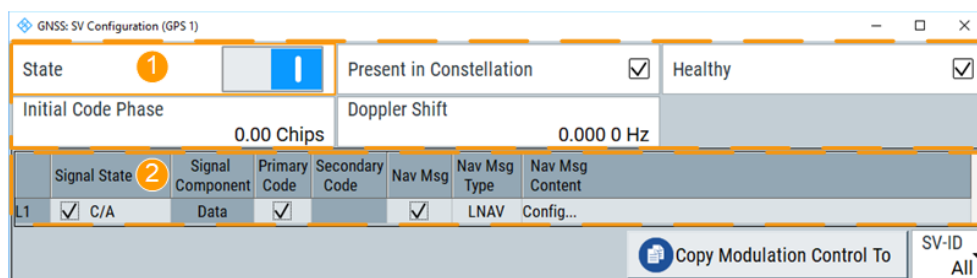 GNSS: SV Configuration (GPS 1)
State 1 Present in Constellation Healthy
Initial Code Phase Doppler Shift
0.00 Chips 0.000 0 Hz
Signal State 2 Signal Component Primary Code Secondary Code Nav Msg Nav Msg Type Nav Msg Content
L1 C/A Data LNAV Config...
Copy Modulation Control To SV-ID
All